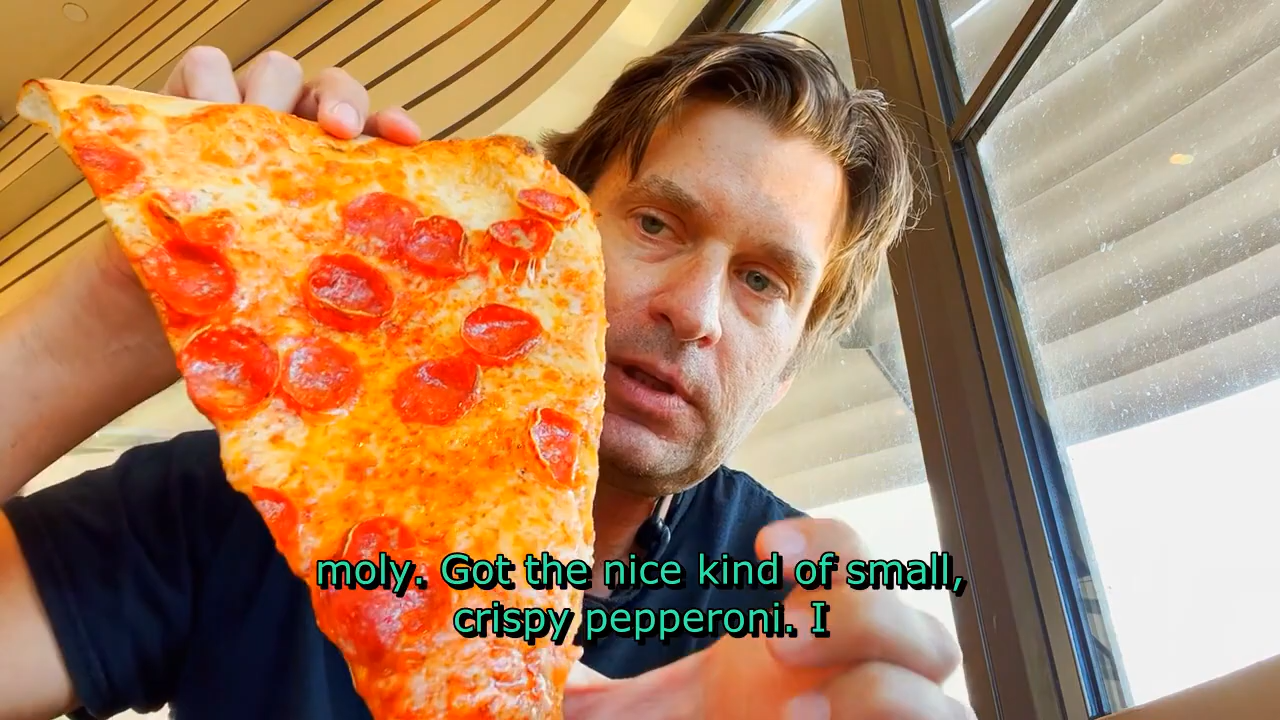 moly. Got the nice kind of small,
crispy pepperoni. I